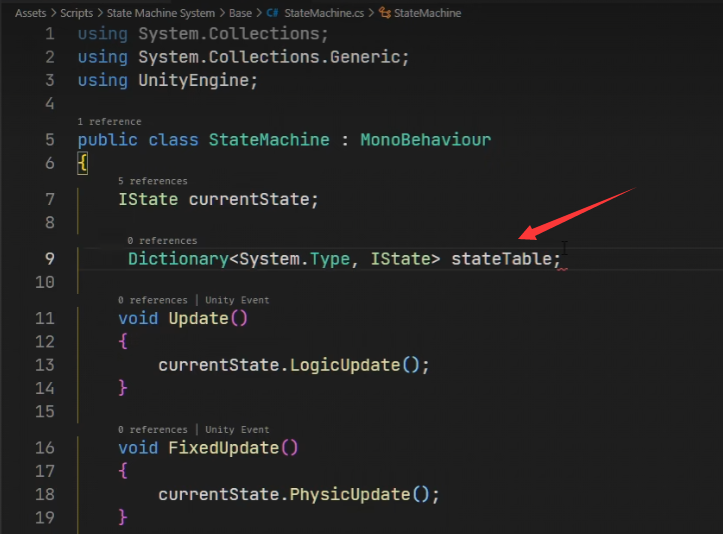 Assets > Scripts > State Machine System > Base > C# StateMachine.cs > StateMachine
1 using System.Collections;
2 using System.Collections.Generic;
3 using UnityEngine;
4
1 reference
5 public class StateMachine : MonoBehaviour
6 {
5 references
7 IState currentState;
8
0 references
9 Dictionary<System.Type, IState> stateTable;
10
0 references | Unity Event
11 void Update()
12 {
13 currentState.LogicUpdate();
14 }
15
0 references | Unity Event
16 void FixedUpdate()
17 {
18 currentState.PhysicUpdate();
19 }